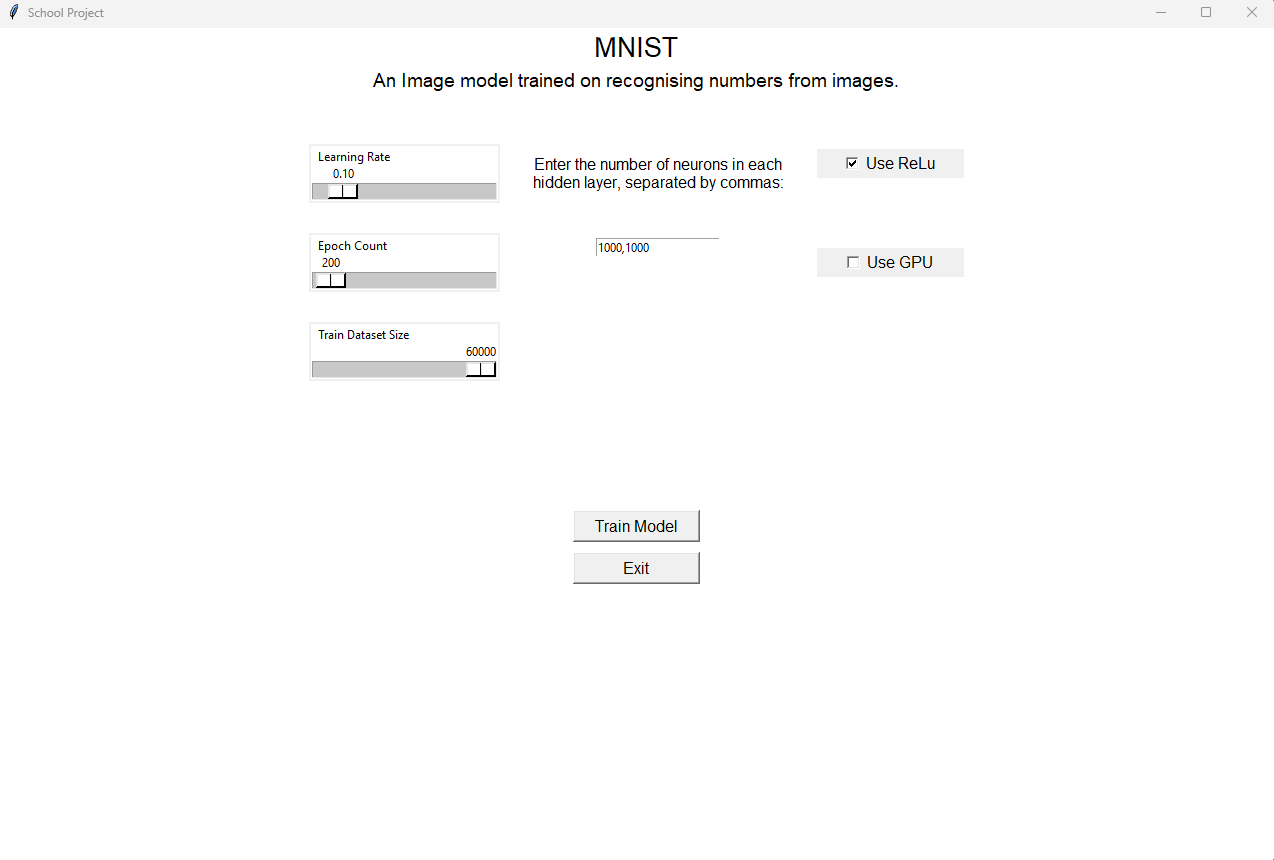 School Project
MNIST
An Image model trained on recognising numbers from images.
Learning Rate
0.10
Epoch Count
200
Train Dataset Size
60000
Enter the number of neurons in each
hidden layer, separated by commas:
1000,1000
Use ReLu
Use GPU
Train Model
Exit